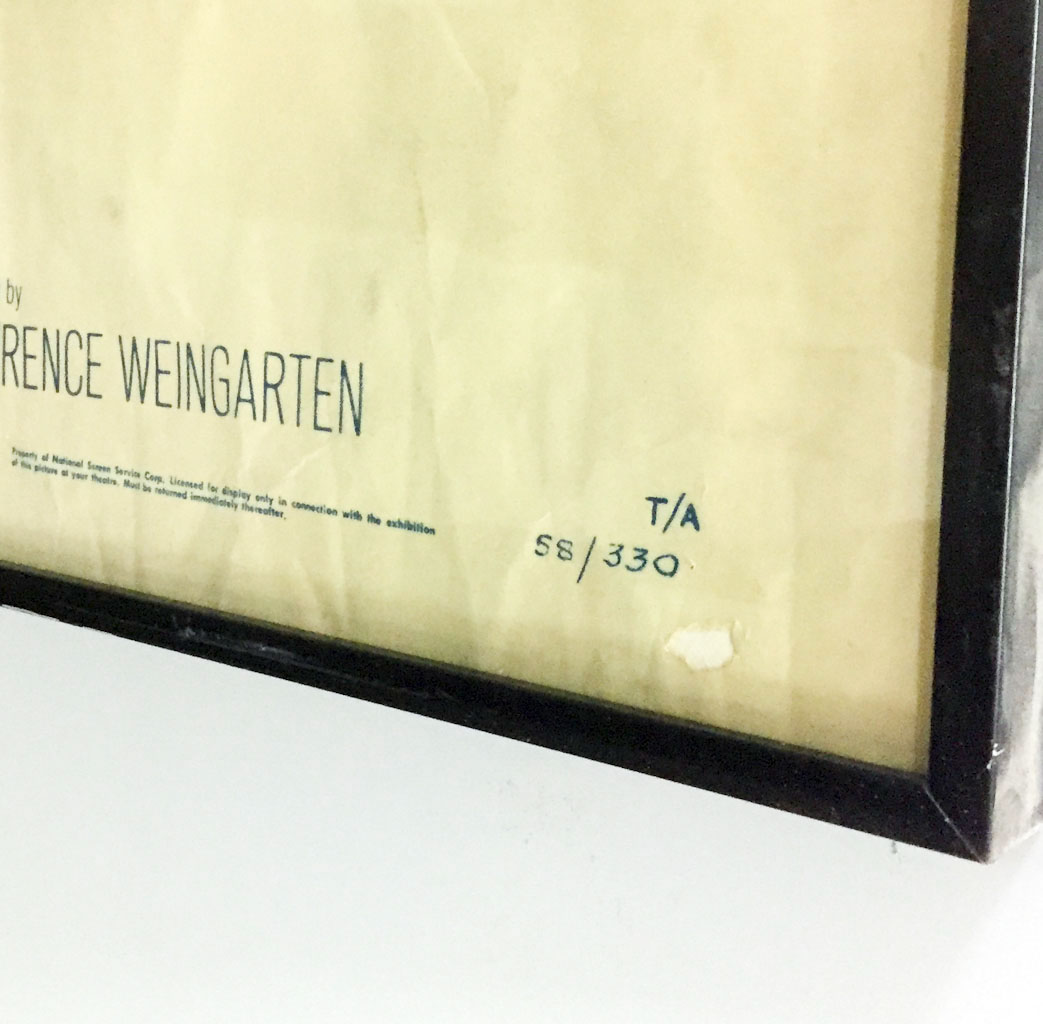 by
RENCE WEINGARTEN
Property of National Screen Service Corp. Licensed for display only in connection with the exhibition
of this picture at your theatre. Must be returned immediately thereafter.
T/A
58/330